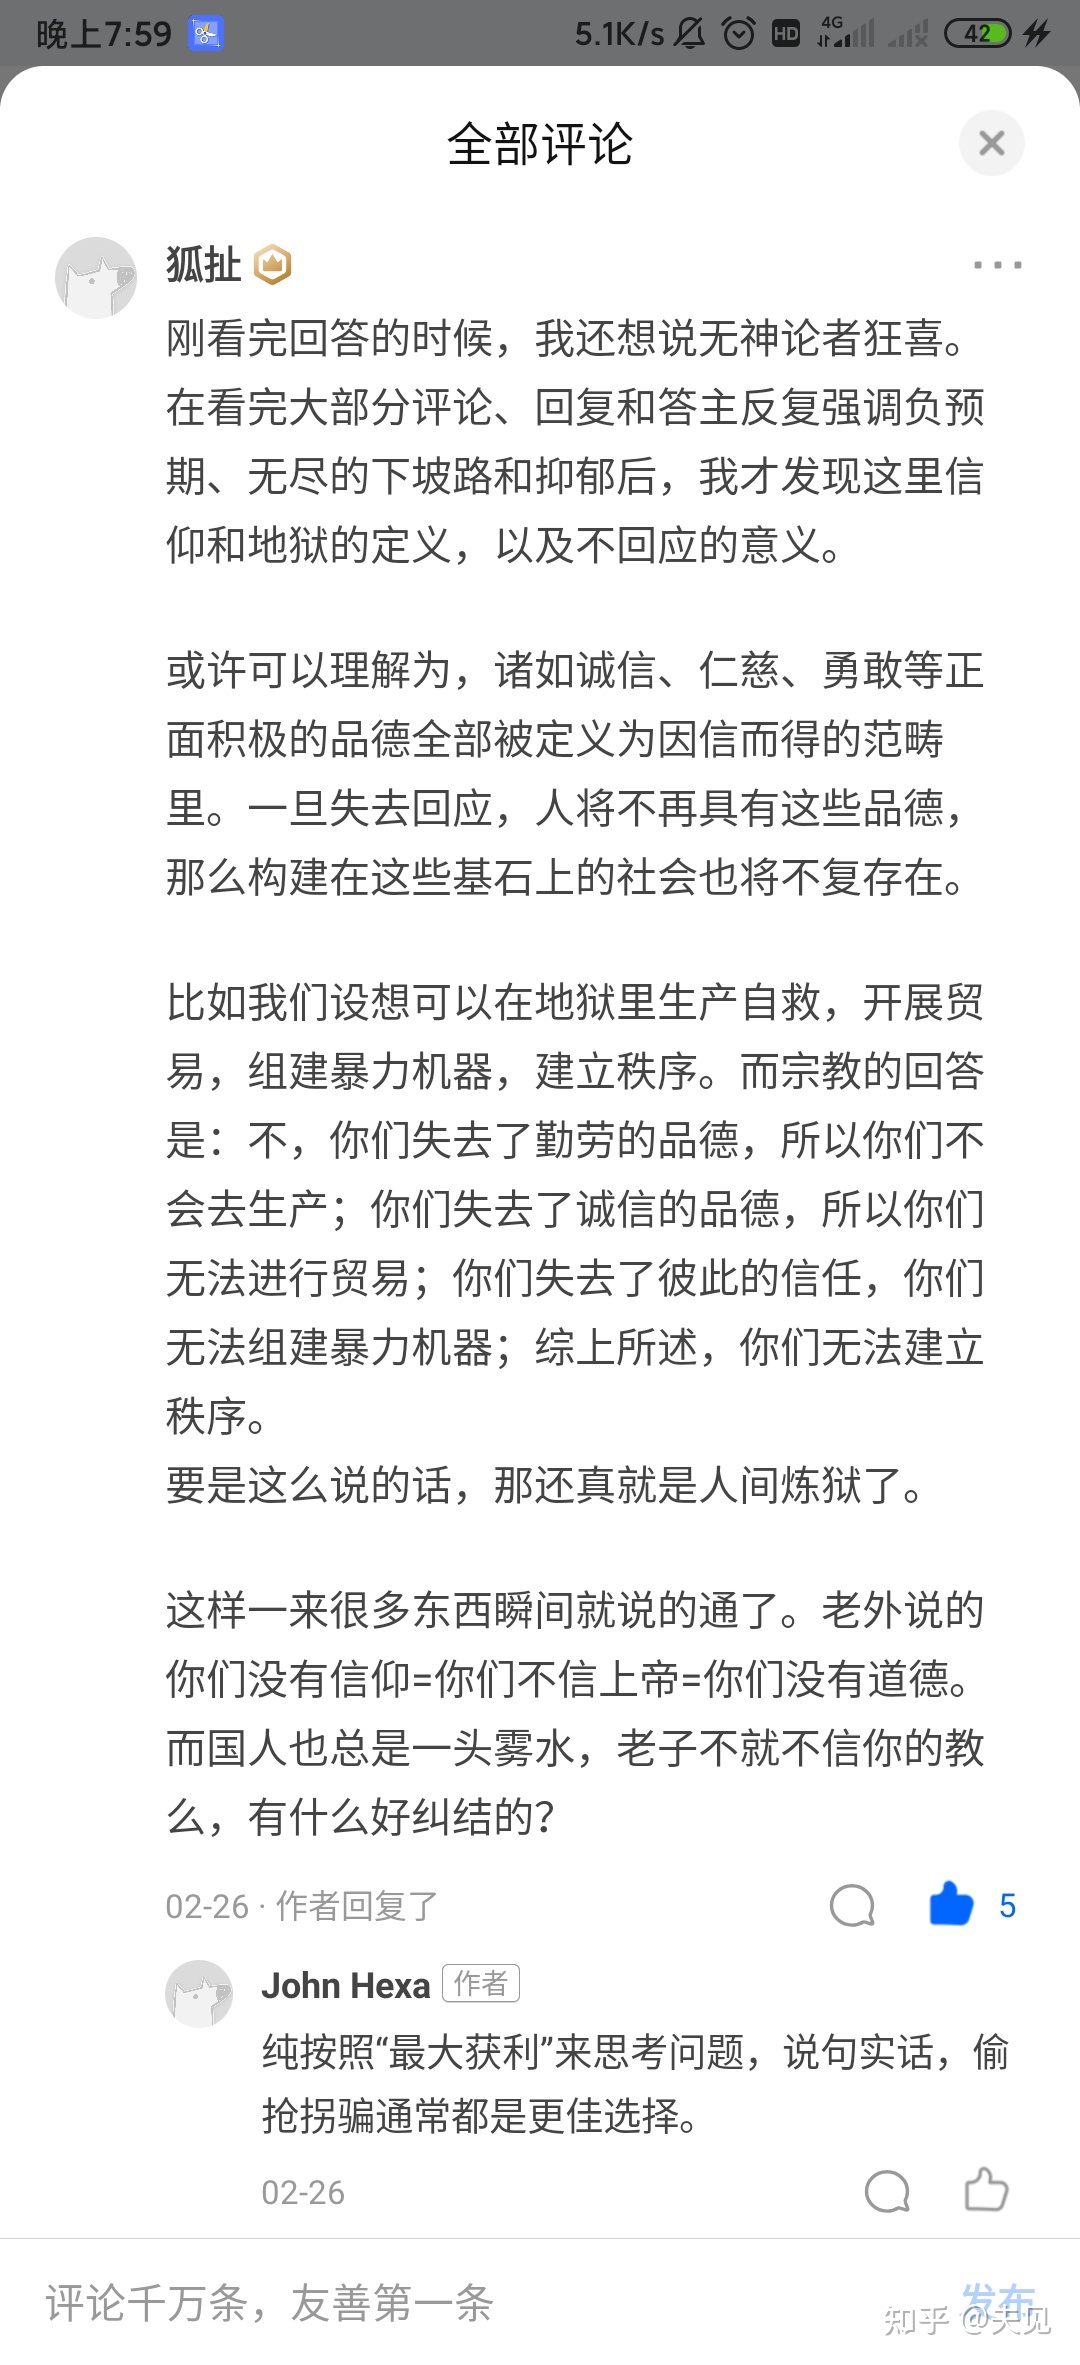 晚上7:59 5.1K/s HD 4G 42
全部评论
狐扯
刚看完回答的时候，我还想说无神论者狂喜。
在看完大部分评论、回复和答主反复强调负预
期、无尽的下坡路和抑郁后，我才发现这里信
仰和地狱的定义，以及不回应的意义。
或许可以理解为，诸如诚信、仁慈、勇敢等正
面积极的品德全部被定义为因信而得的范畴
里。一旦失去回应，人将不再具有这些品德，
那么构建在这些基石上的社会也将不复存在。
比如我们设想可以在地狱里生产自救，开展贸
易，组建暴力机器，建立秩序。而宗教的回答
是：不，你们失去了勤劳的品德，所以你们不
会去生产；你们失去了诚信的品德，所以你们
无法进行贸易；你们失去了彼此的信任，你们
无法组建暴力机器；综上所述，你们无法建立
秩序。
要是这么说的话，那还真就是人间炼狱了。
这样一来很多东西瞬间就说的通了。老外说的
你们没有信仰=你们不信上帝=你们没有道德。
而国人也总是一头雾水，老子不就不信你的教
么，有什么好纠结的？
02-26 · 作者回复了 5
John Hexa 作者
纯按照“最大获利”来思考问题，说句实话，偷
抢拐骗通常都是更佳选择。
02-26
评论千万条，友善第一条 发布
知乎 @夫见